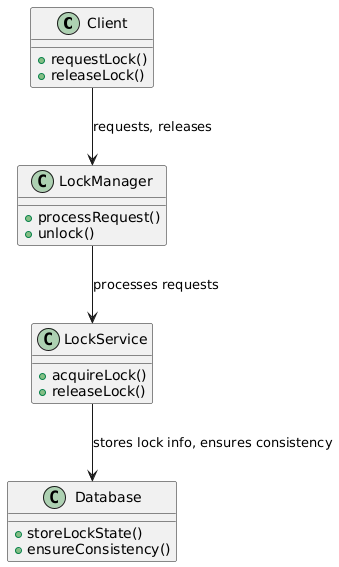 C Client
requestLock()
releaseLock()
requests, releases
C LockManager
processRequest()
unlock()
processes requests
C LockService
acquireLock()
releaseLock()
stores lock info, ensures consistency
C Database
storeLockState()
ensureConsistency()